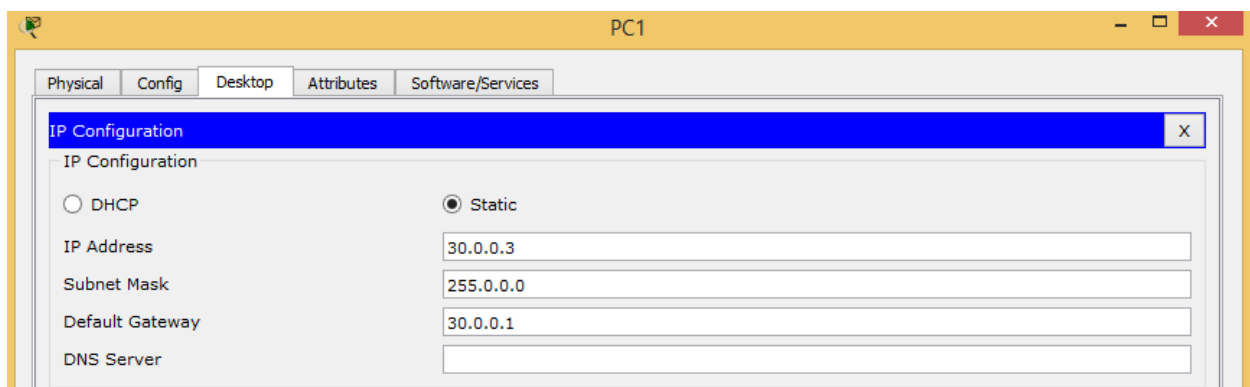 PC1
Physical Config Desktop Attributes Software/Services
IP Configuration X
IP Configuration
DHCP Static
IP Address 30.0.0.3
Subnet Mask 255.0.0.0
Default Gateway 30.0.0.1
DNS Server